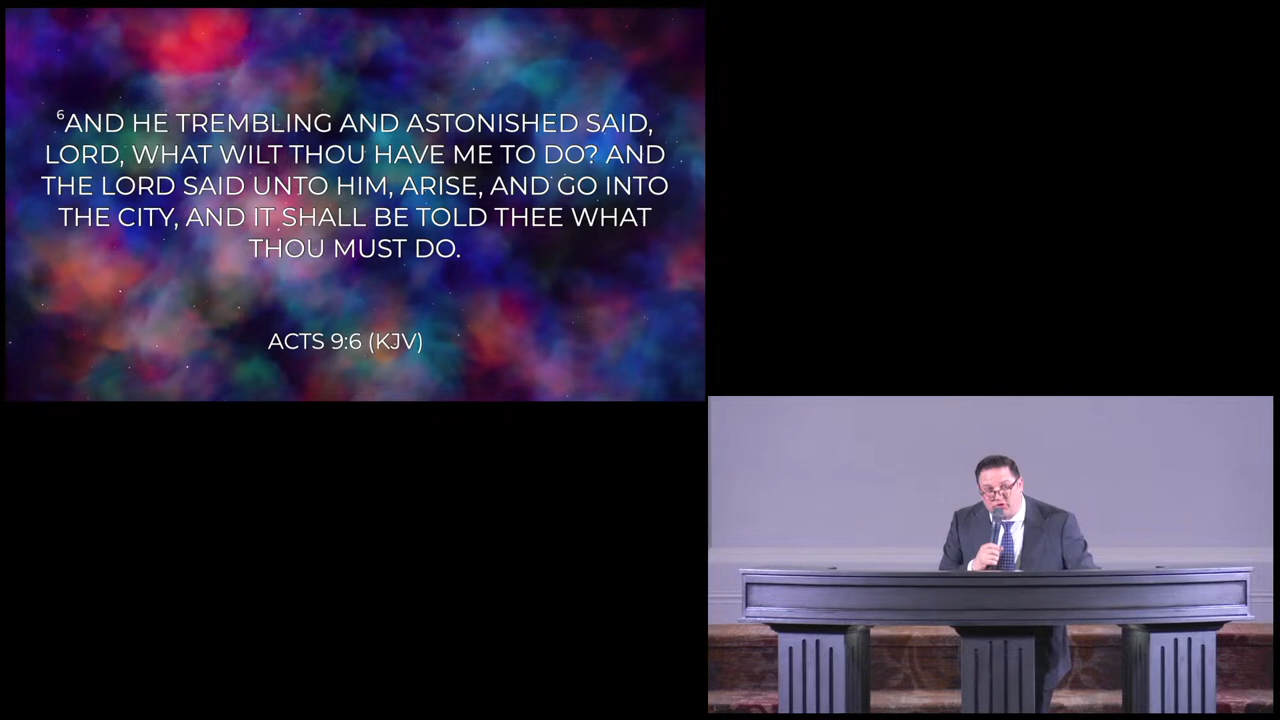 ⁶AND HE TREMBLING AND ASTONISHED SAID,
LORD, WHAT WILT THOU HAVE ME TO DO? AND
THE LORD SAID UNTO HIM, ARISE, AND GO INTO
THE CITY, AND IT SHALL BE TOLD THEE WHAT
THOU MUST DO.
ACTS 9:6 (KJV)